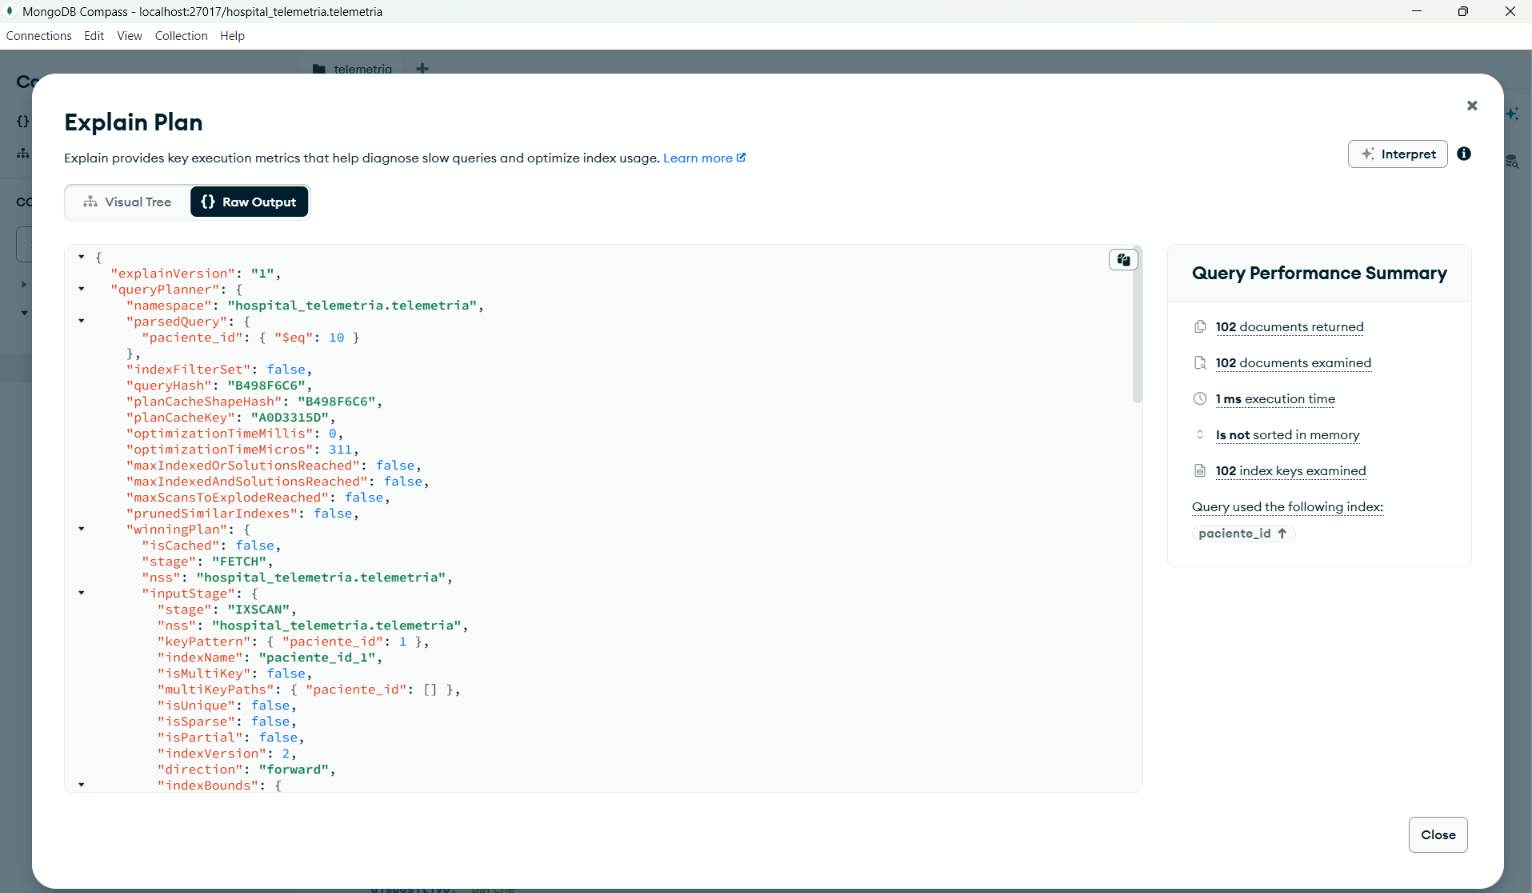 MongoDB Compass - localhost:27017/hospital_telemetria.telemetria
Connections Edit View Collection Help
telemetria
Explain Plan
Explain provides key execution metrics that help diagnose slow queries and optimize index usage. Learn more
Interpret
Visual Tree
{} Raw Output
{
"explainVersion": "1",
"queryPlanner": {
"namespace": "hospital_telemetria.telemetria",
"parsedQuery": {
"paciente_id": { "$eq": 10 }
},
"indexFilterSet": false,
"queryHash": "B498F6C6",
"planCacheShapeHash": "B498F6C6",
"planCacheKey": "A0D3315D",
"optimizationTimeMillis": 0,
"optimizationTimeMicros": 311,
"maxIndexedOrSolutionsReached": false,
"maxIndexedAndSolutionsReached": false,
"maxScansToExplodeReached": false,
"prunedSimilarIndexes": false,
"winningPlan": {
"isCached": false,
"stage": "FETCH",
"nss": "hospital_telemetria.telemetria",
"inputStage": {
"stage": "IXSCAN",
"nss": "hospital_telemetria.telemetria",
"keyPattern": { "paciente_id": 1 },
"indexName": "paciente_id_1",
"isMultiKey": false,
"multiKeyPaths": { "paciente_id": [] },
"isUnique": false,
"isSparse": false,
"isPartial": false,
"indexVersion": 2,
"direction": "forward",
"indexBounds": {
Query Performance Summary
102 documents returned
102 documents examined
1 ms execution time
Is not sorted in memory
102 index keys examined
Query used the following index:
paciente_id ↑
Close